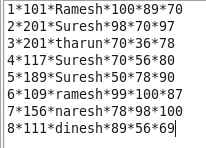 1*101*Ramesh*100*89*70
2*201*Suresh*98*70*97
3*201*tharun*70*36*78
4*117*Suresh*70*56*80
5*189*Suresh*50*78*90
6*109*ramesh*99*100*87
7*156*naresh*78*98*100
8*111*dinesh*89*56*69